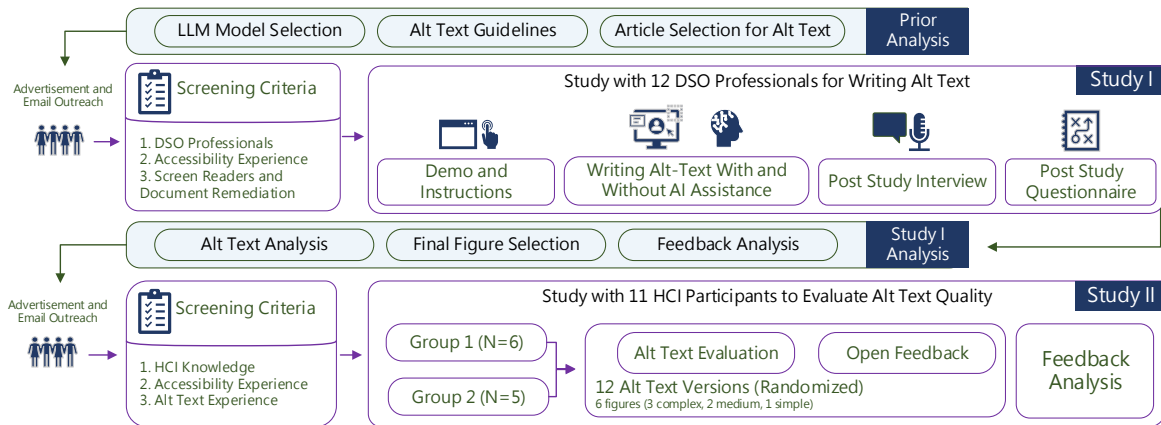 LLM Model Selection
Alt Text Guidelines
Article Selection for Alt Text
Prior
Analysis
Advertisement and
Email Outreach
Screening Criteria
1. DSO Professionals
2. Accessibility Experience
3. Screen Readers and
Document Remediation
Study with 12 DSO Professionals for Writing Alt Text
Study I
Demo and
Instructions
Writing Alt-Text With and
Without AI Assistance
Post Study Interview
Post Study
Questionnaire
Alt Text Analysis
Final Figure Selection
Feedback Analysis
Study I
Analysis
Advertisement and
Email Outreach
Screening Criteria
1. HCI Knowledge
2. Accessibility Experience
3. Alt Text Experience
Study with 11 HCI Participants to Evaluate Alt Text Quality
Study II
Group 1 (N=6)
Group 2 (N=5)
Alt Text Evaluation
Open Feedback
12 Alt Text Versions (Randomized)
6 figures (3 complex, 2 medium, 1 simple)
Feedback
Analysis